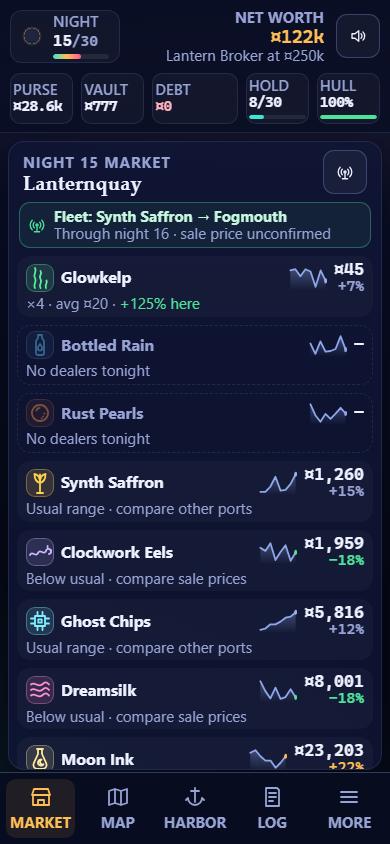 NIGHT
15/30
NET WORTH
¤122k
Lantern Broker at ¤250k
PURSE
¤28.6k
VAULT
¤777
DEBT
¤0
HOLD
8/30
HULL
100%
NIGHT 15 MARKET
Lanternquay
Fleet: Synth Saffron → Fogmouth
Through night 16 · sale price unconfirmed
Glowkelp
¤45
+7%
×4 · avg ¤20 · +125% here
Bottled Rain
–
No dealers tonight
Rust Pearls
–
No dealers tonight
Synth Saffron
¤1,260
+15%
Usual range · compare other ports
Clockwork Eels
¤1,959
−18%
Below usual · compare sale prices
Ghost Chips
¤5,816
+12%
Usual range · compare other ports
Dreamsilk
¤8,001
−18%
Below usual · compare sale prices
Moon Ink
¤23,203
+22%
MARKET
MAP
HARBOR
LOG
MORE